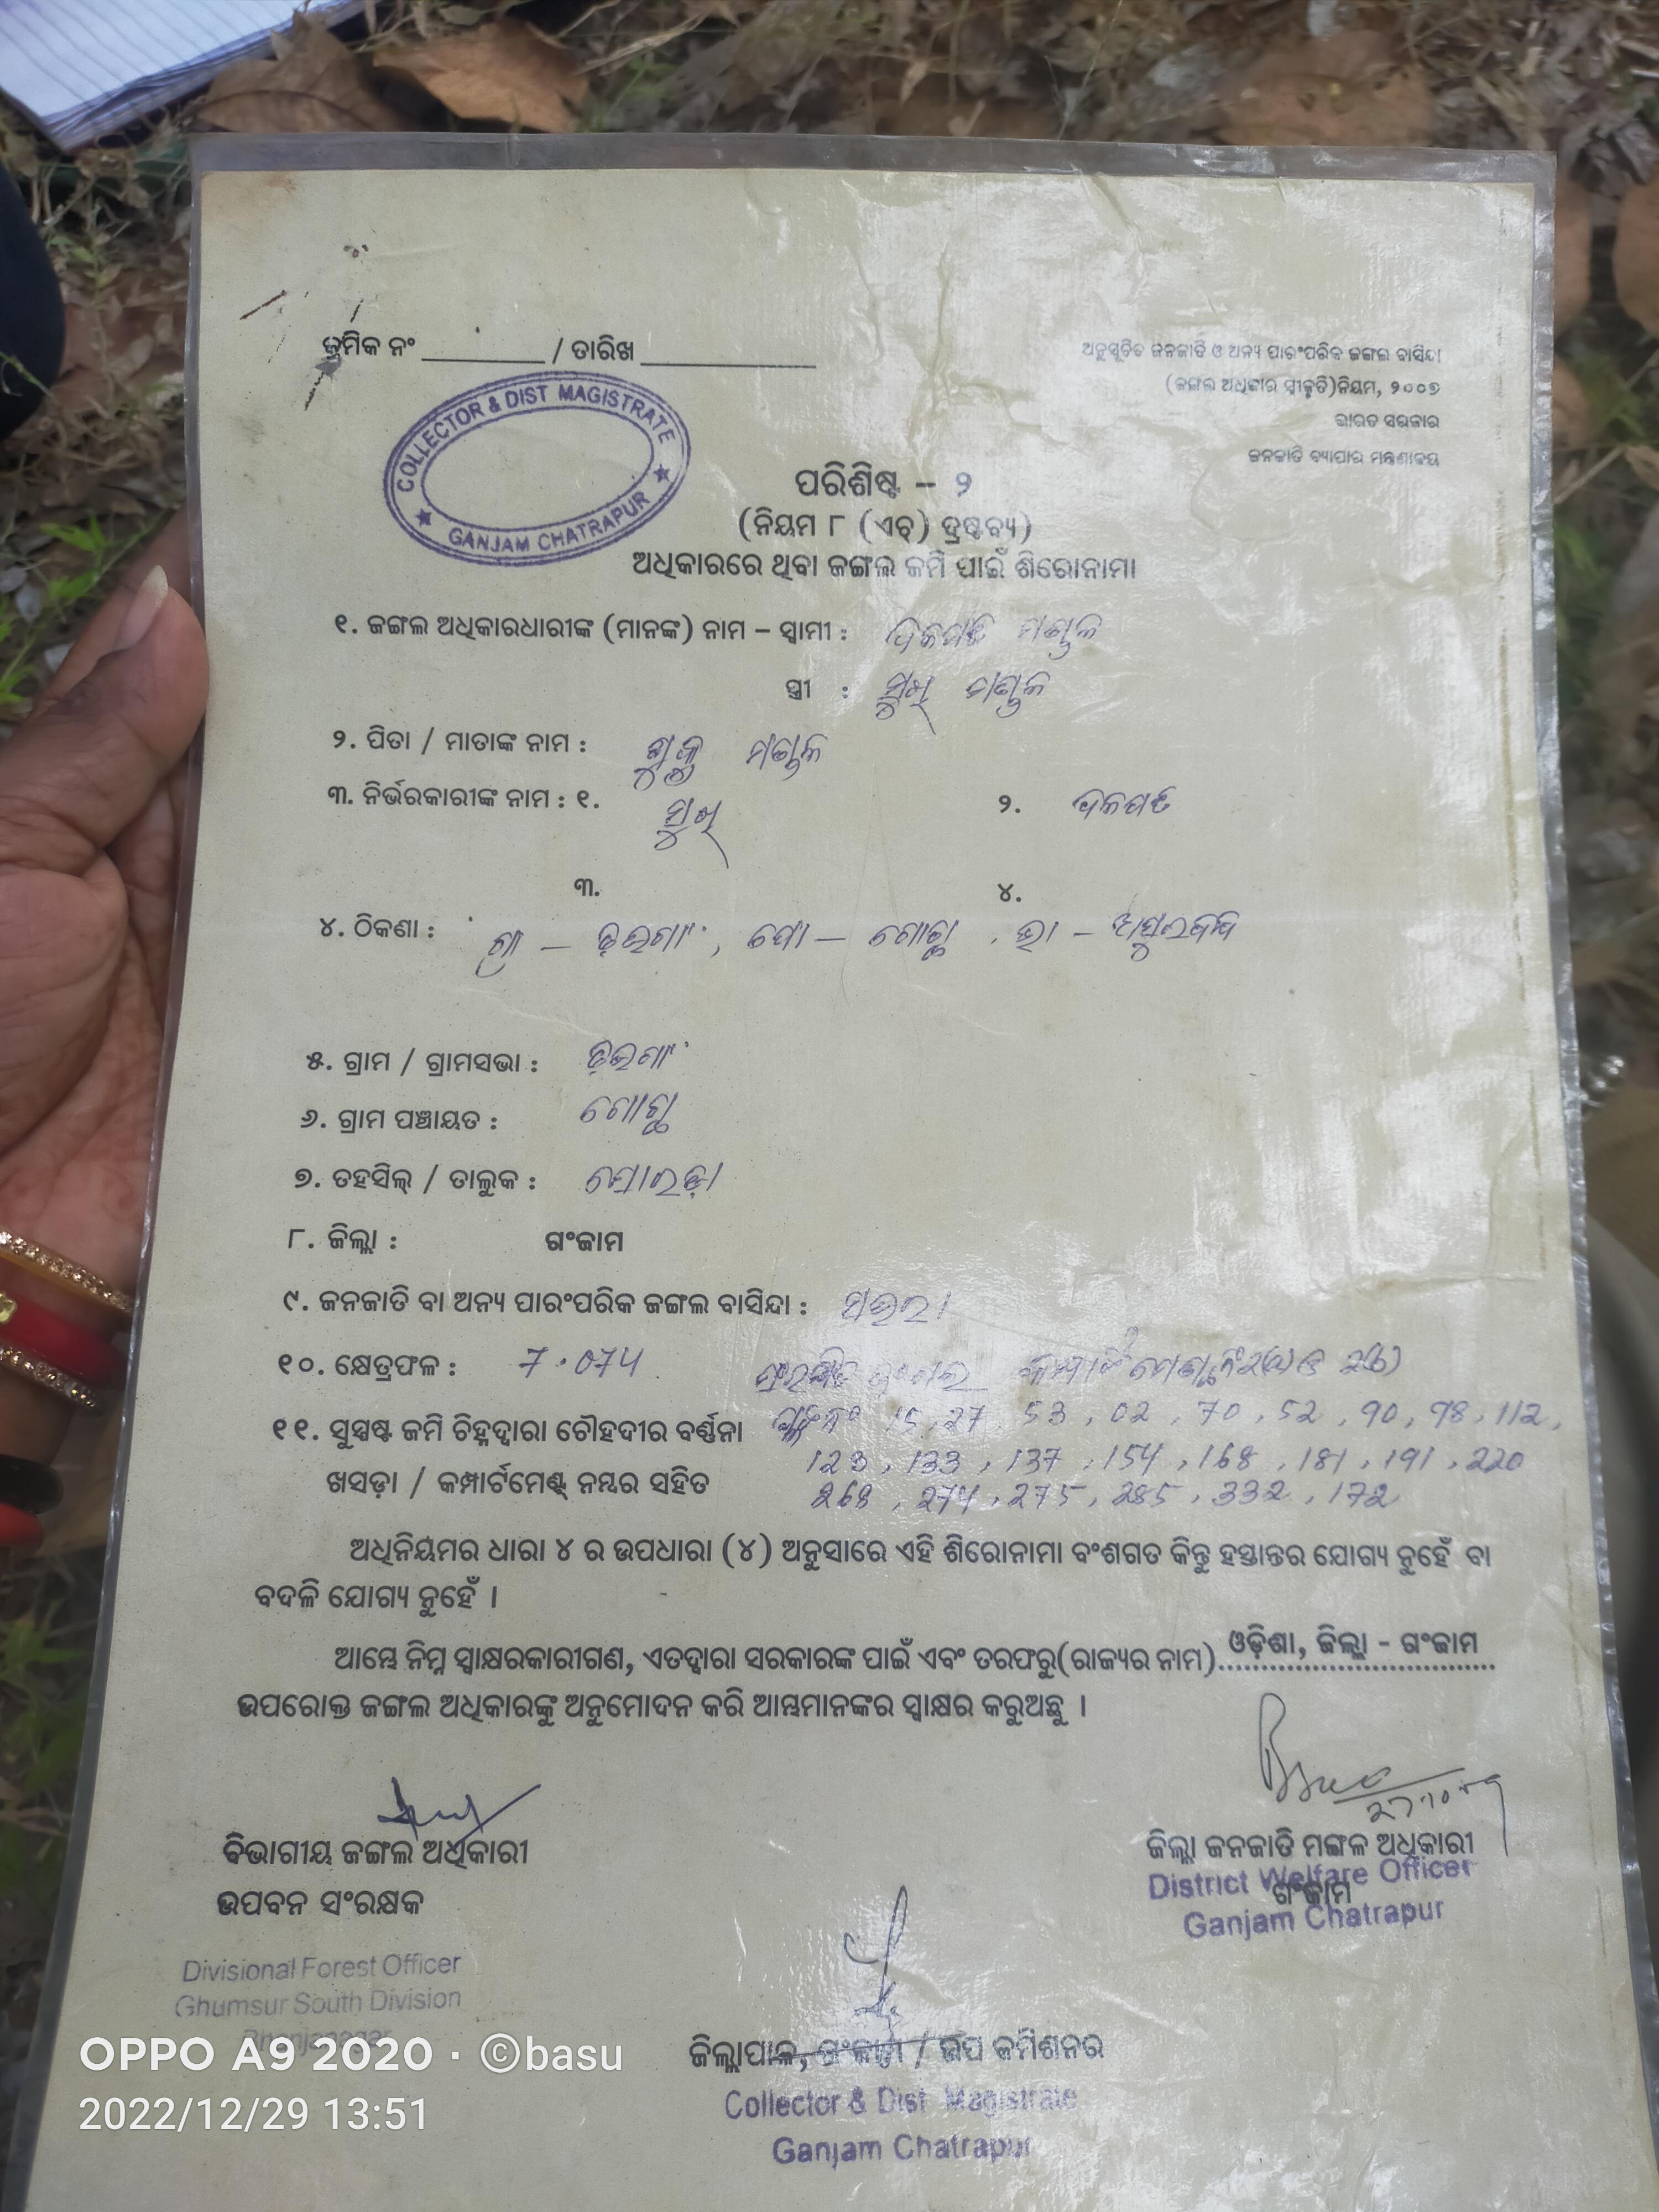 କ୍ରମିକ ନଂ ________ / ତାରିଖ ____________
ଅନୁସୂଚିତ ଜନଜାତି ଓ ଅନ୍ୟ ପାରଂପରିକ ଜଙ୍ଗଲ ବାସିନ୍ଦା
(ଜଙ୍ଗଲ ଅଧିକାର ସ୍ୱୀକୃତି)ନିୟମ, ୨୦୦୭
ଭାରତ ସରକାର
ଜନଜାତି ବ୍ୟାପାର ମନ୍ତ୍ରଣାଳୟ
COLLECTOR & DIST MAGISTRATE
GANJAM CHATRAPUR
ପରିଶିଷ୍ଟ – ୨
(ନିୟମ ୮ (ଏଚ୍) ଦ୍ରଷ୍ଟବ୍ୟ)
ଅଧିକାରରେ ଥିବା ଜଙ୍ଗଲ ଜମି ପାଇଁ ଶିରୋନାମା
୧. ଜଙ୍ଗଲ ଅଧିକାରଧାରୀଙ୍କ (ମାନଙ୍କ) ନାମ – ସ୍ୱାମୀ : ମଣ୍ଡଳ
ସ୍ତ୍ରୀ : ମଣ୍ଡଳ
୨. ପିତା / ମାତାଙ୍କ ନାମ : ମଣ୍ଡଳ
୩. ନିର୍ଭରକାରୀଙ୍କ ନାମ : ୧. ୨.
୩. ୪.
୪. ଠିକଣା : ଗ୍ରା – ପୋ –
୫. ଗ୍ରାମ / ଗ୍ରାମସଭା :
୬. ଗ୍ରାମ ପଞ୍ଚାୟତ :
୭. ତହସିଲ୍ / ତାଲୁକ :
୮. ଜିଲ୍ଲା : ଗଂଜାମ
୯. ଜନଜାତି ବା ଅନ୍ୟ ପାରଂପରିକ ଜଙ୍ଗଲ ବାସିନ୍ଦା :
୧୦. କ୍ଷେତ୍ରଫଳ : 7.074
୧୧. ସୁସ୍ପଷ୍ଟ ଜମି ଚିହ୍ନଦ୍ୱାରା ଚୌହଦୀର ବର୍ଣ୍ଣନା 15, 27, 53, 02, 70, 52, 90, 98, 112,
123, 133, 137, 154, 168, 181, 191, 220
ଖସଡ଼ା / କମ୍ପାର୍ଟମେଣ୍ଟ୍ ନମ୍ବର ସହିତ 268, 274, 275, 285, 332, 172
ଅଧିନିୟମର ଧାରା ୪ ର ଉପଧାରା (୪) ଅନୁସାରେ ଏହି ଶିରୋନାମା ବଂଶଗତ କିନ୍ତୁ ହସ୍ତାନ୍ତର ଯୋଗ୍ୟ ନୁହେଁ ବା
ବଦଳି ଯୋଗ୍ୟ ନୁହେଁ ।
ଆମ୍ଭେ ନିମ୍ନ ସ୍ୱାକ୍ଷରକାରୀଗଣ, ଏତଦ୍ୱାରା ସରକାରଙ୍କ ପାଇଁ ଏବଂ ତରଫରୁ(ରାଜ୍ୟର ନାମ) ଓଡ଼ିଶା, ଜିଲ୍ଲା - ଗଂଜାମ
ଉପରୋକ୍ତ ଜଙ୍ଗଲ ଅଧିକାରଙ୍କୁ ଅନୁମୋଦନ କରି ଆମ୍ଭମାନଙ୍କର ସ୍ୱାକ୍ଷର କରୁଅଛୁ ।
ବିଭାଗୀୟ ଜଙ୍ଗଲ ଅଧିକାରୀ
ଉପବନ ସଂରକ୍ଷକ
Divisional Forest Officer
Ghumsur South Division
ଜିଲ୍ଲା ଜନଜାତି ମଙ୍ଗଳ ଅଧିକାରୀ
District Welfare Officer
ଗଂଜାମ
Ganjam Chatrapur
ଜିଲ୍ଲାପାଳ, ଗଂଜାମ / ଉପ କମିଶନର
Collector & Dist Magistrate
Ganjam Chatrapur
OPPO A9 2020 · ©basu
2022/12/29 13:51